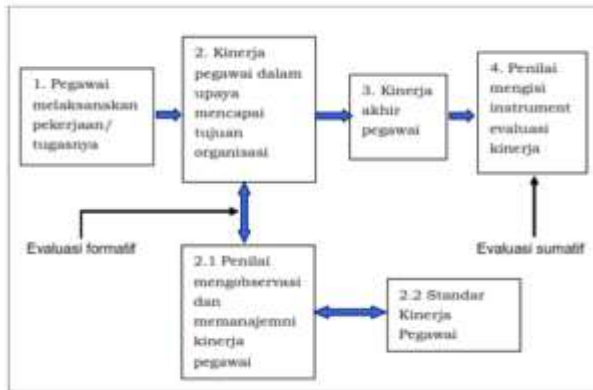 1. Pegawai
melaksanakan
pekerjaan/
tugasnya
2. Kinerja
pegawai dalam
upaya
mencapai
tujuan
organisasi
3. Kinerja
akhir
pegawai
4. Penilai
mengisi
instrument
evaluasi
kinerja
Evaluasi formatif
Evaluasi sumatif
2.1 Penilai
mengobservasi
dan
memanajemni
kinerja
pegawai
2.2 Standar
Kinerja
Pegawai